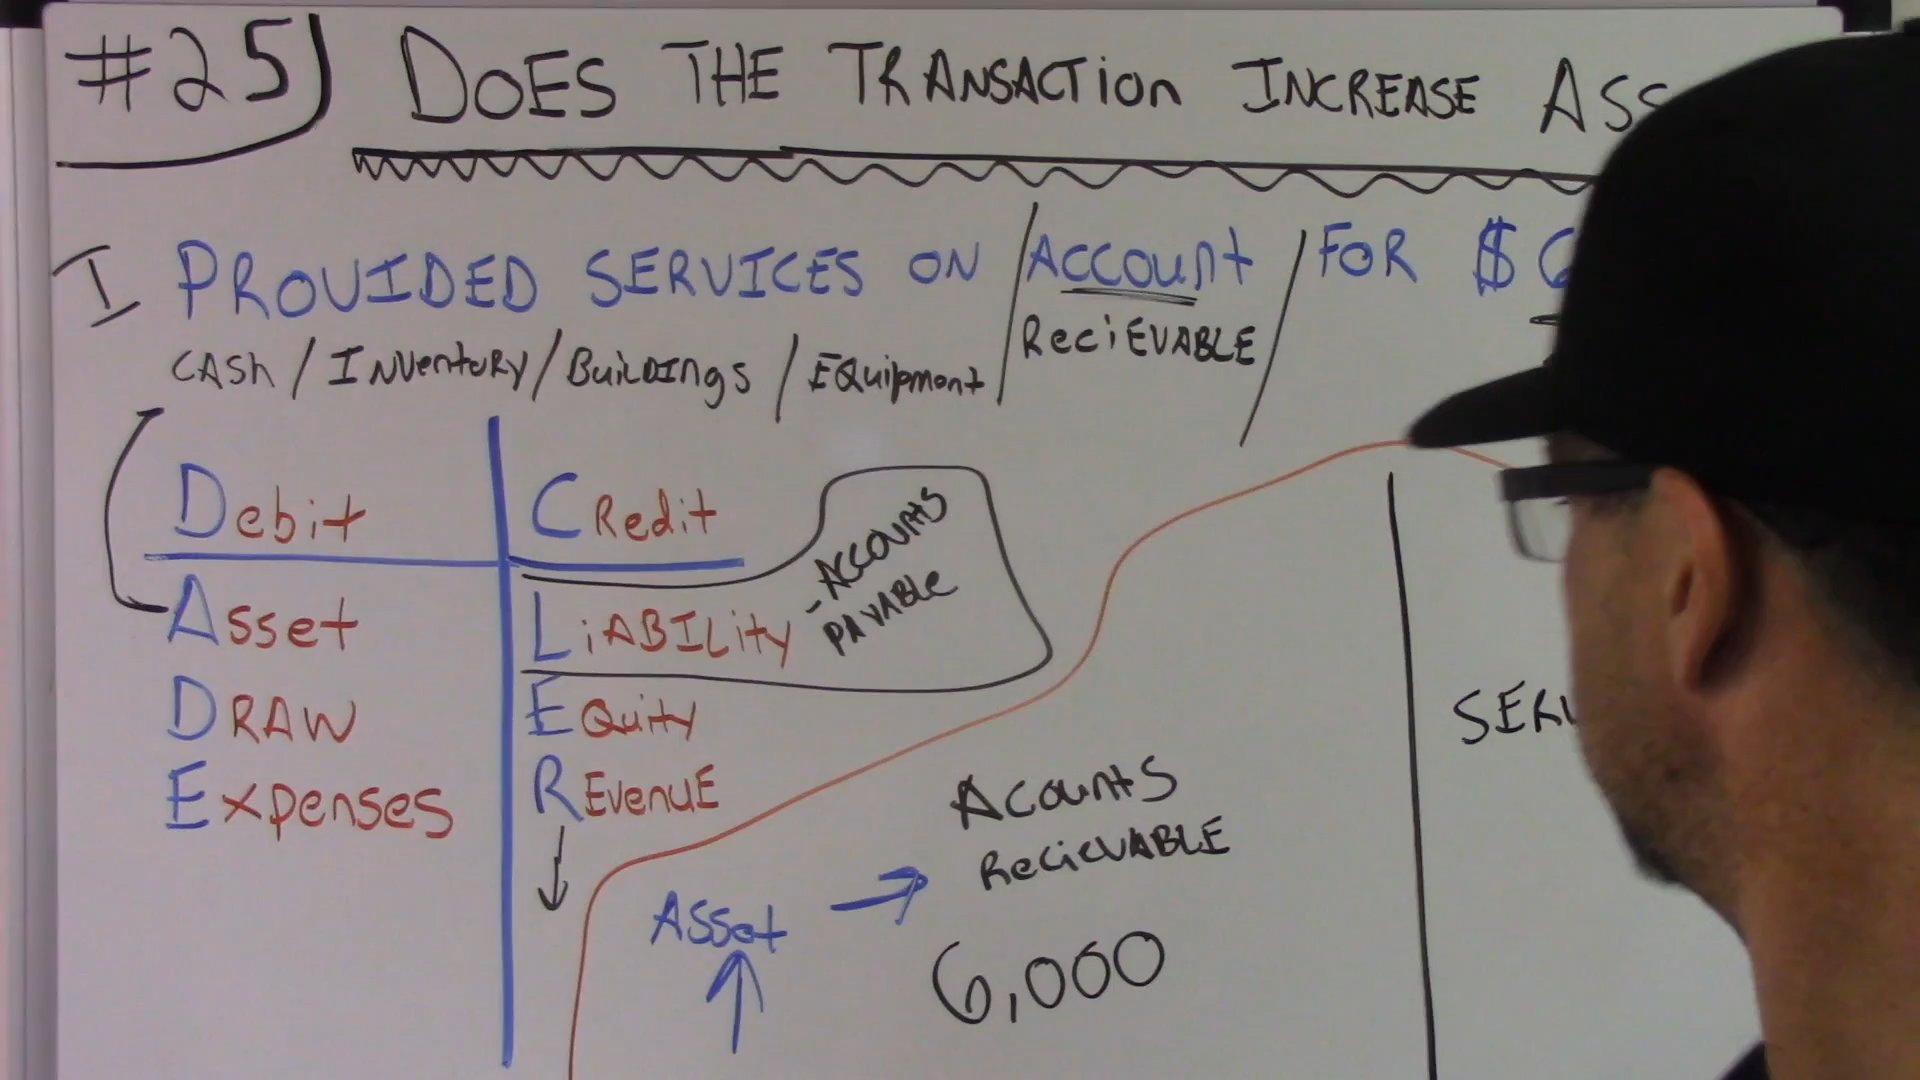 #25) DOES THE TRANSACTION INCREASE ASS
I PROVIDED SERVICES ON / ACCOUNT / FOR $6
RECIEVABLE
CASH / INVENTORY / BUILDINGS / EQUIPMENT
Debit
CRedit
Asset
LiABILITY
- ACCOUNTS
PAYABLE
DRAW
EQuity
Expenses
REvenuE
Asset → ACOUNTS
RECIEVABLE
6,000
SERV